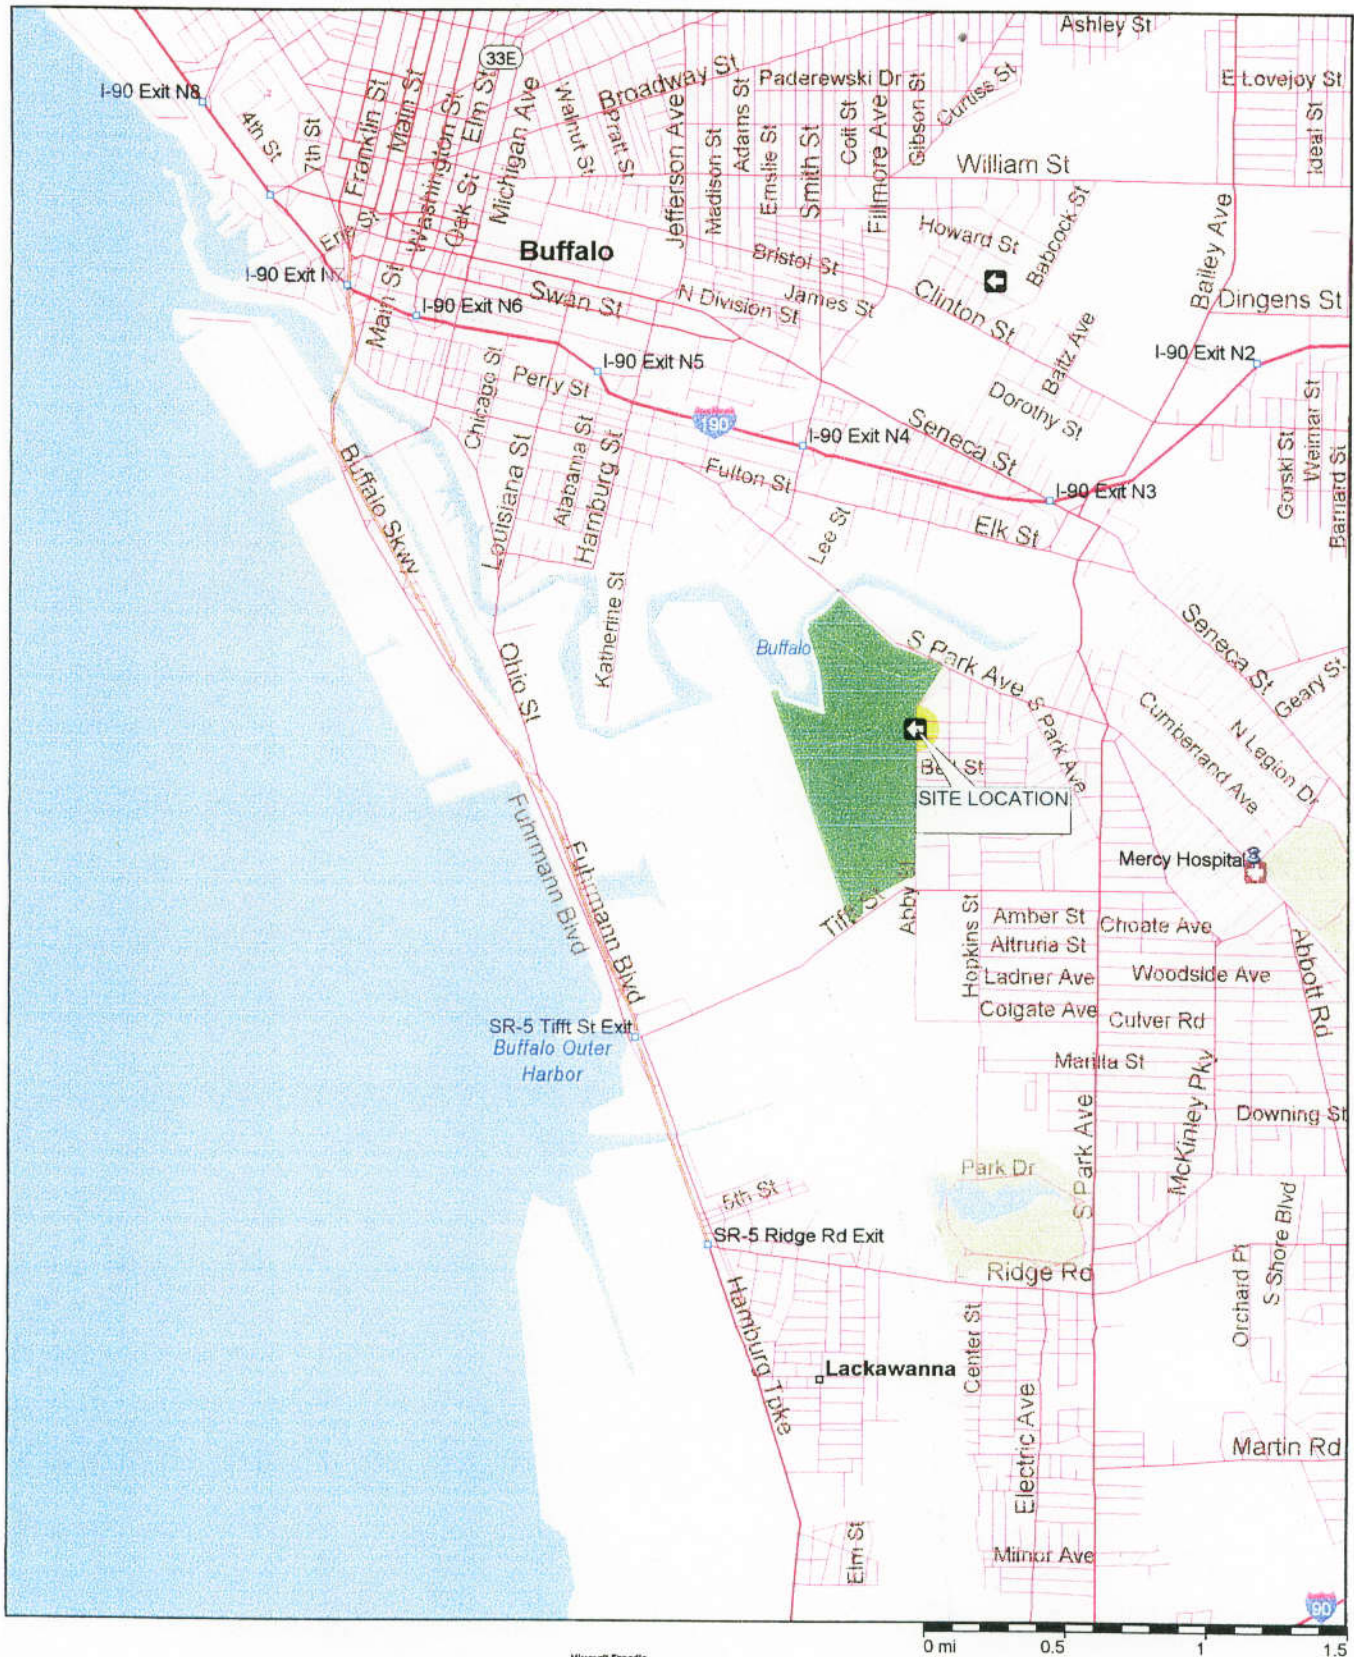 Ashley St
33E
Broadway St
Paderewski Dr
E Lovejoy St
I-90 Exit N8
4th St
7th St
Franklin St
Main St
Washington St
Oak St
Elm St
Michigan Ave
Walnut St
Pratt St
Jefferson Ave
Madison St
Adams St
Emslie St
Smith St
Coit St
Fillmore Ave
Gibson St
Curtiss St
William St
Ideal St
Erie St
Buffalo
Bristol St
Howard St
Babcock St
Bailey Ave
I-90 Exit N7
Main St
I-90 Exit N6
Swan St
N Division St
James St
Clinton St
Dingens St
I-90 Exit N5
Perry St
Chicago St
Baitz Ave
I-90 Exit N2
Dorothy St
190
I-90 Exit N4
Seneca St
Weimar St
Gorski St
Barnard St
Buffalo Skwy
Louisiana St
Alabama St
Hamburg St
Fulton St
I-90 Exit N3
Lee St
Elk St
Katherine St
Buffalo
S Park Ave
Seneca St
Geary St
Ohio St
S Park Ave
Cumberland Ave
N Legion Dr
Bell St
SITE LOCATION
Fuhrmann Blvd
Fuhrmann Blvd
Mercy Hospital
Tifft St
Abby St
Hopkins St
Amber St
Choate Ave
Altruria St
Ladner Ave
Woodside Ave
Abbott Rd
Colgate Ave
Culver Rd
SR-5 Tifft St Exit
Buffalo Outer
Harbor
Marilla St
McKinley Pky
Downing St
S Park Ave
Park Dr
5th St
SR-5 Ridge Rd Exit
Ridge Rd
Orchard Pl
S Shore Blvd
Hamburg Tpke
Lackawanna
Center St
Electric Ave
Martin Rd
Elm St
Milnor Ave
90
0 mi
0.5
1
1.5